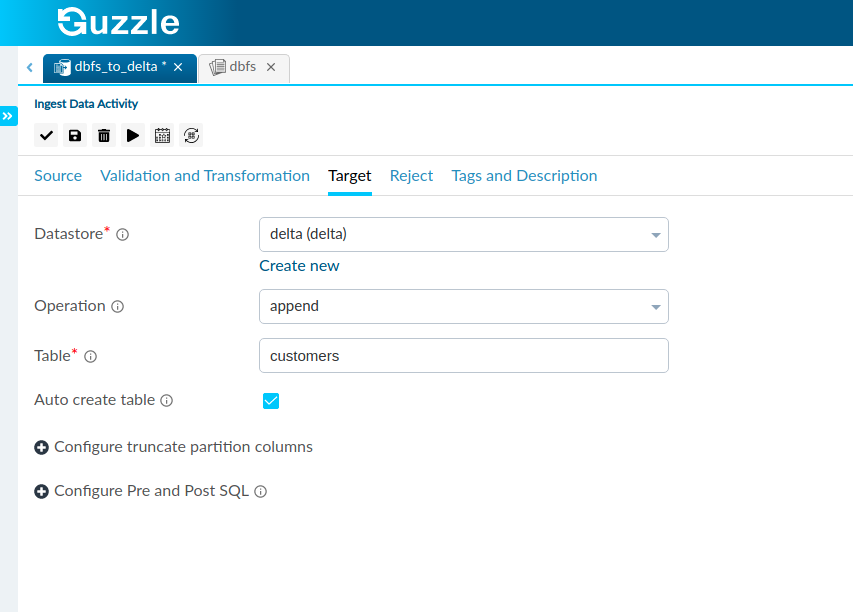 Guzzle
dbfs_to_delta * × dbfs ×
Ingest Data Activity
Source Validation and Transformation Target Reject Tags and Description
Datastore* delta (delta)
Create new
Operation append
Table* customers
Auto create table
Configure truncate partition columns
Configure Pre and Post SQL